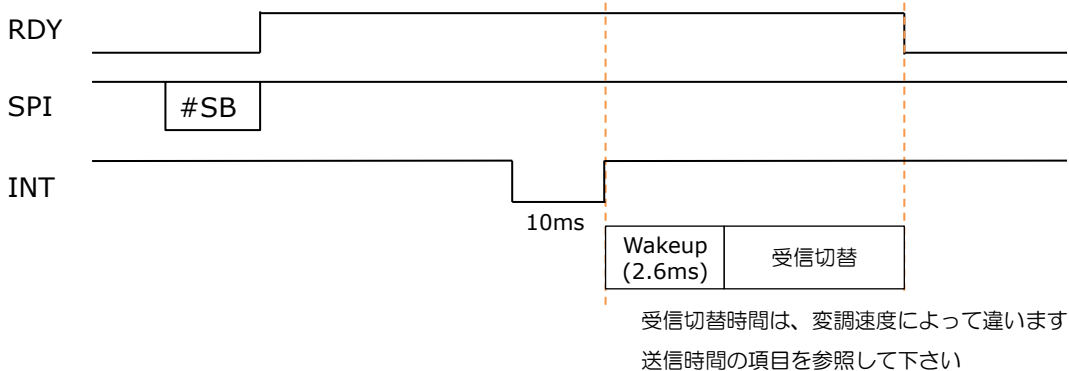 RDY
SPI
#SB
INT
10ms
Wakeup
(2.6ms)
受信切替
受信切替時間は、変調速度によって違います
送信時間の項目を参照して下さい